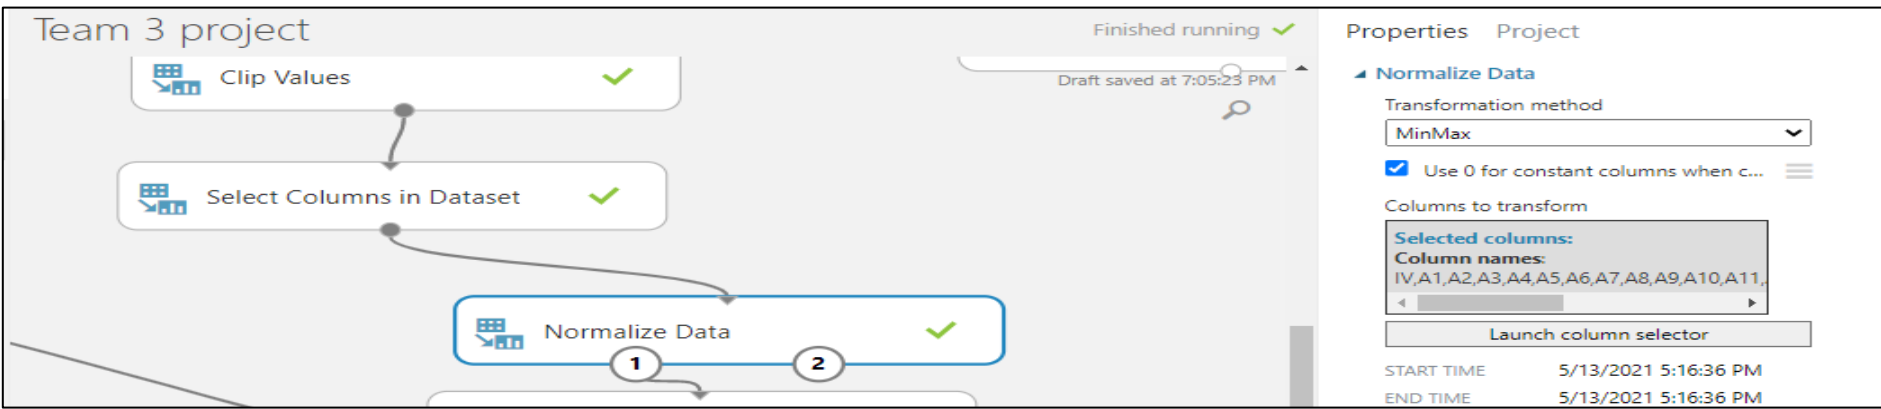 Team 3 project
Finished running
Draft saved at 7:05:23 PM
Clip Values
Select Columns in Dataset
Normalize Data
1
2
Properties Project
Normalize Data
Transformation method
MinMax
Use 0 for constant columns when c...
Columns to transform
Selected columns:
Column names:
IV,A1,A2,A3,A4,A5,A6,A7,A8,A9,A10,A11,
Launch column selector
START TIME 5/13/2021 5:16:36 PM
END TIME 5/13/2021 5:16:36 PM